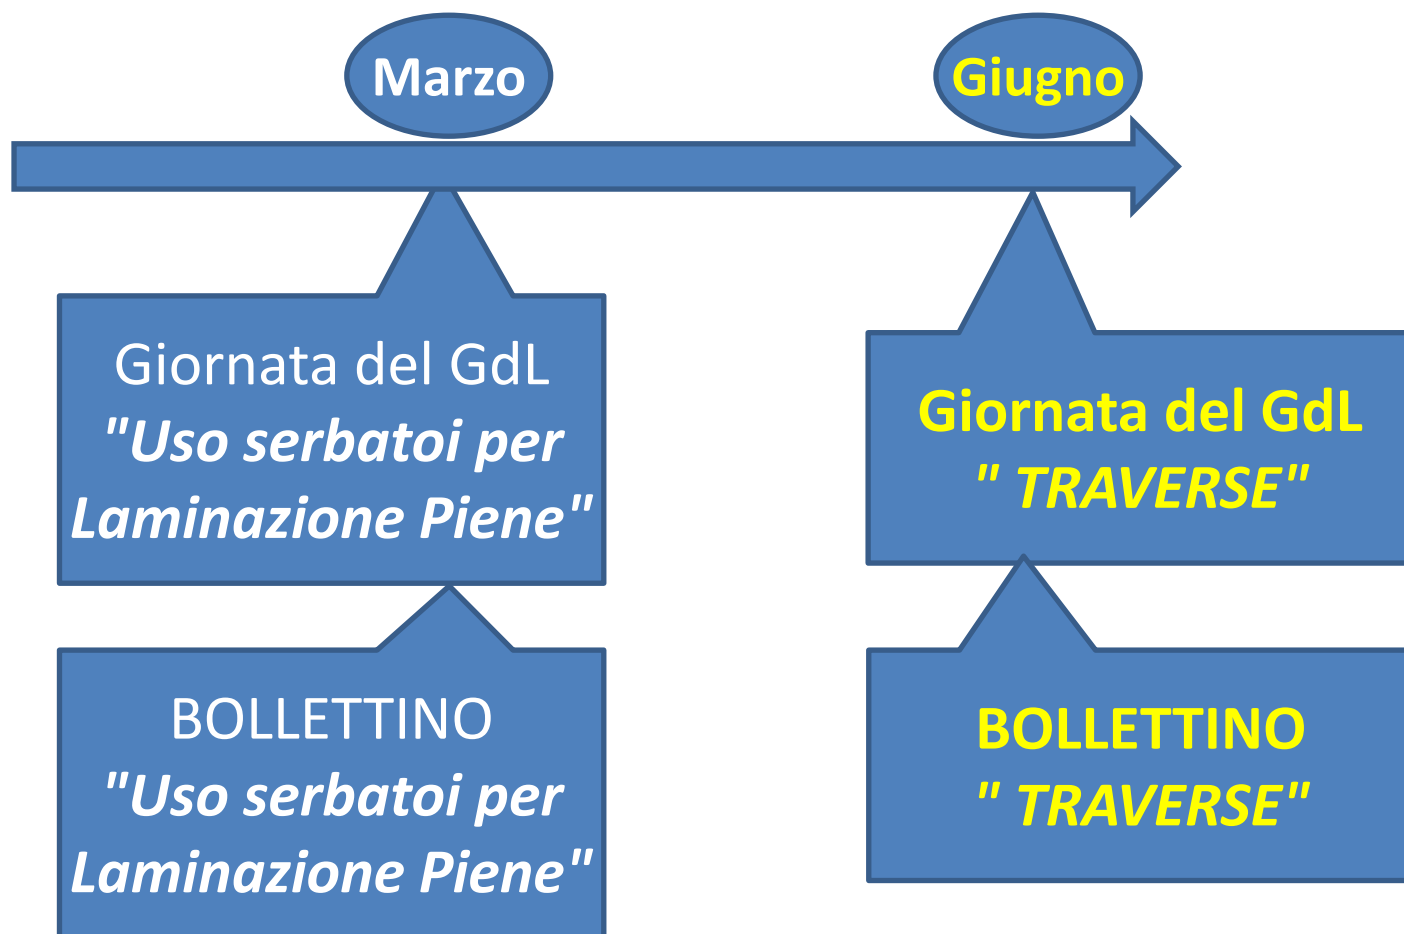 Marzo
Giugno
Giornata del GdL
"Uso serbatoi per
Laminazione Piene"
Giornata del GdL
" TRAVERSE"
BOLLETTINO
"Uso serbatoi per
Laminazione Piene"
BOLLETTINO
" TRAVERSE"